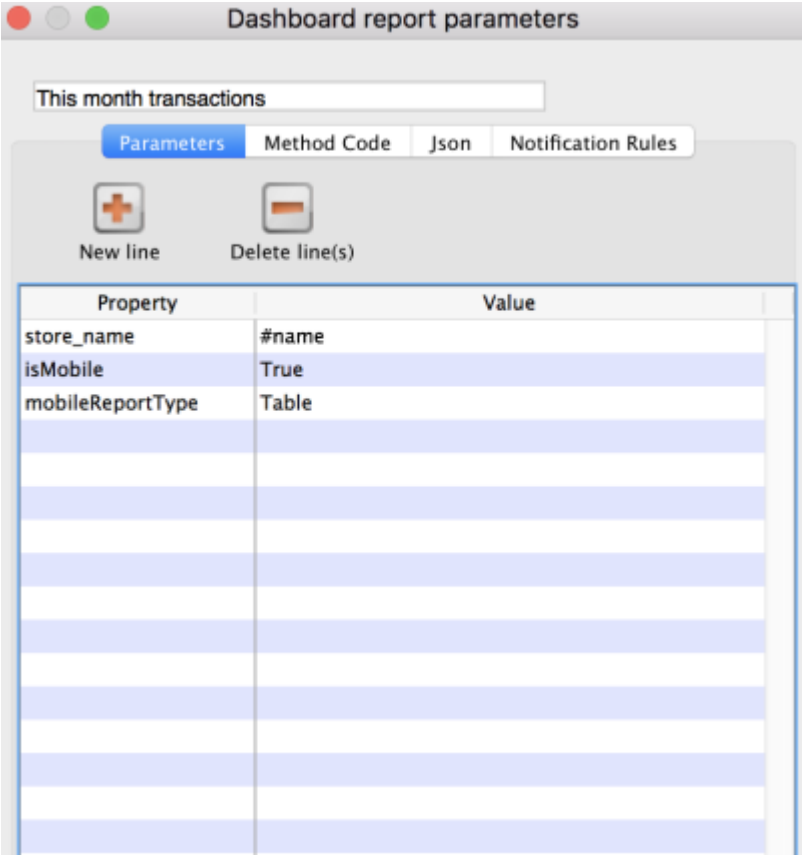 Dashboard report parameters
This month transactions
Parameters Method Code Json Notification Rules
New line Delete line(s)
Property Value
store_name #name
isMobile True
mobileReportType Table